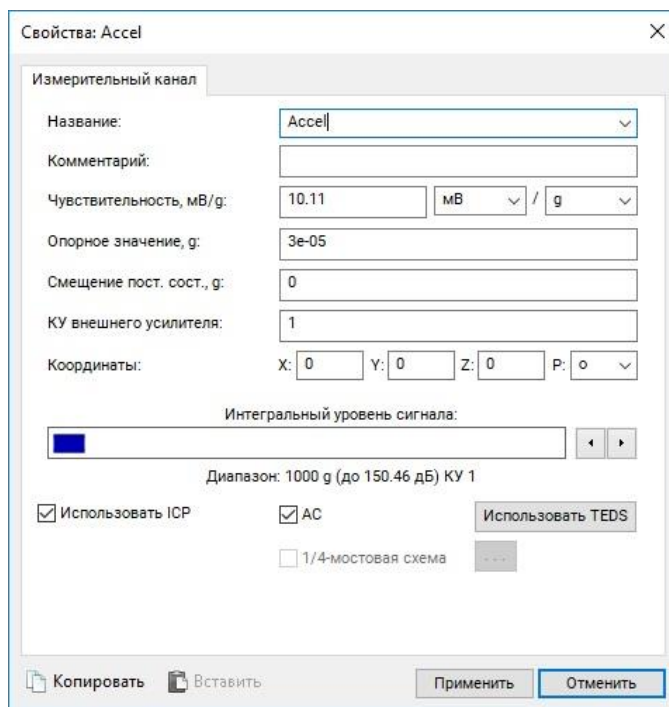 Свойства: Accel
Измерительный канал
Название: Accel
Комментарий:
Чувствительность, мВ/g: 10.11 мВ / g
Опорное значение, g: 3e-05
Смещение пост. сост., g: 0
КУ внешнего усилителя: 1
Координаты: X: 0 Y: 0 Z: 0 P: o
Интегральный уровень сигнала:
Диапазон: 1000 g (до 150.46 дБ) КУ 1
Использовать ICP AC Использовать TEDS
1/4-мостовая схема ...
Копировать Вставить Применить Отменить